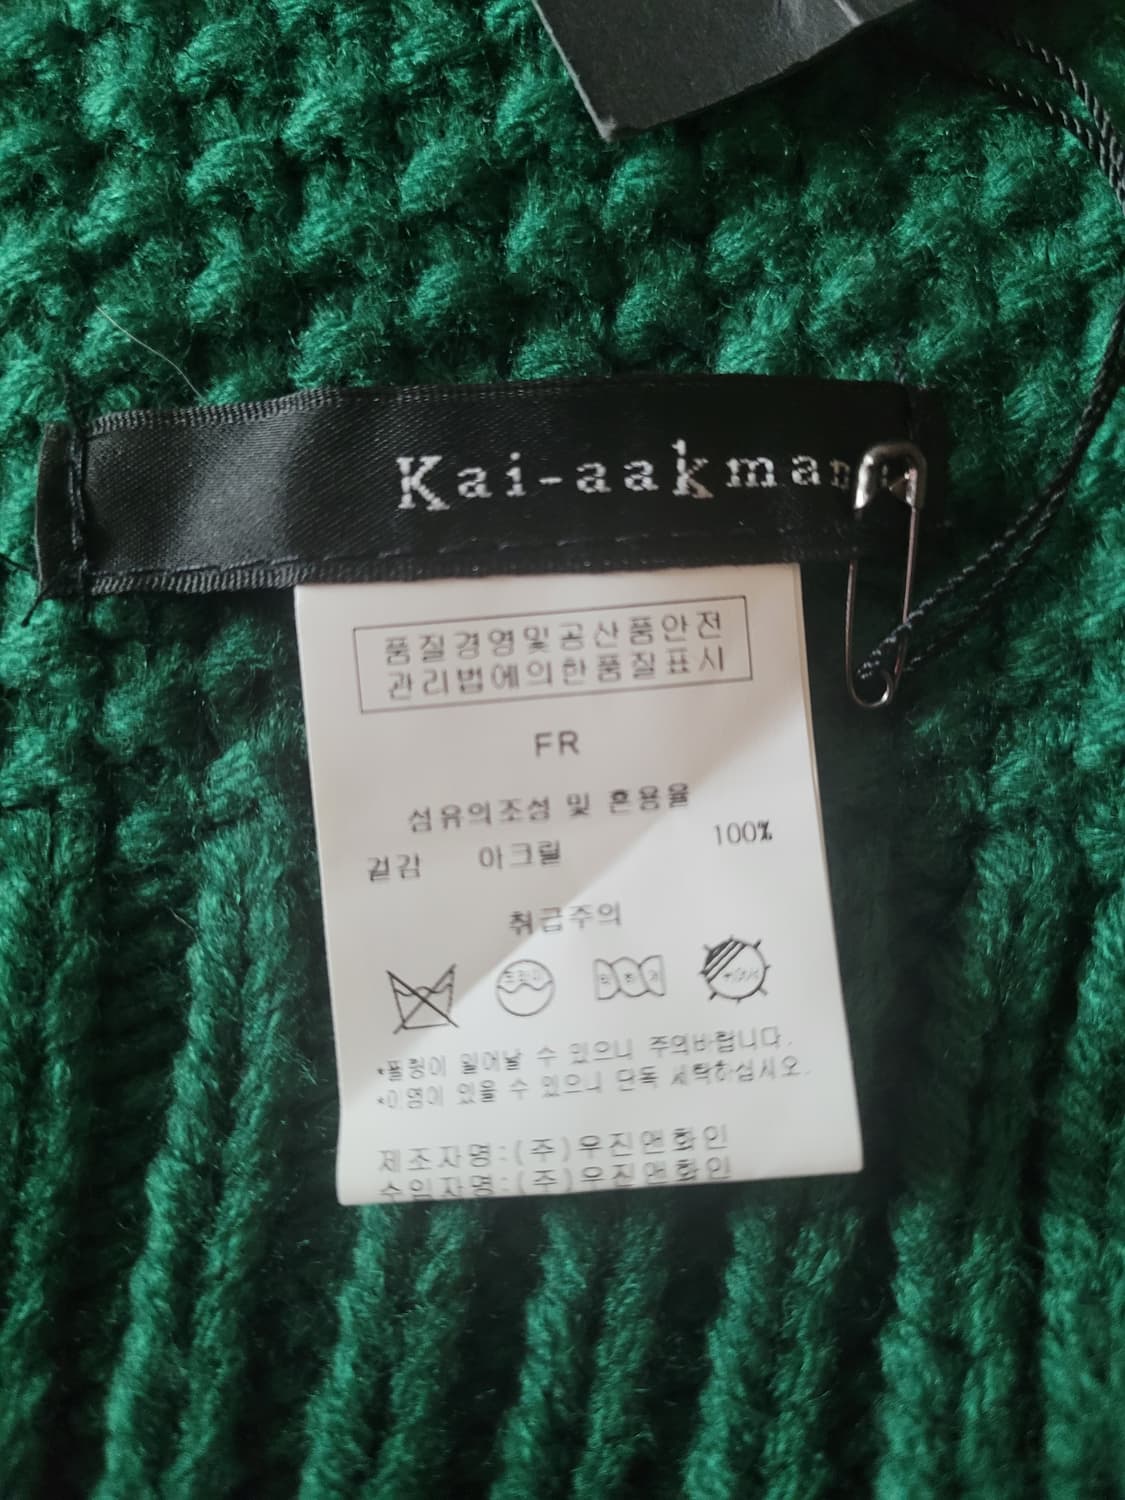 Kai-aakman
품질경영및공산품안전
관리법에의한품질표시
FR
섬유의조성 및 혼용율
겉감 아크릴 100%
취급주의
*필링이 일어날 수 있으니 주의바랍니다.
*이염이 있을 수 있으니 단독 세탁하십시오.
제조자명:(주)우진앤화인
수입자명:(주)우진앤화인